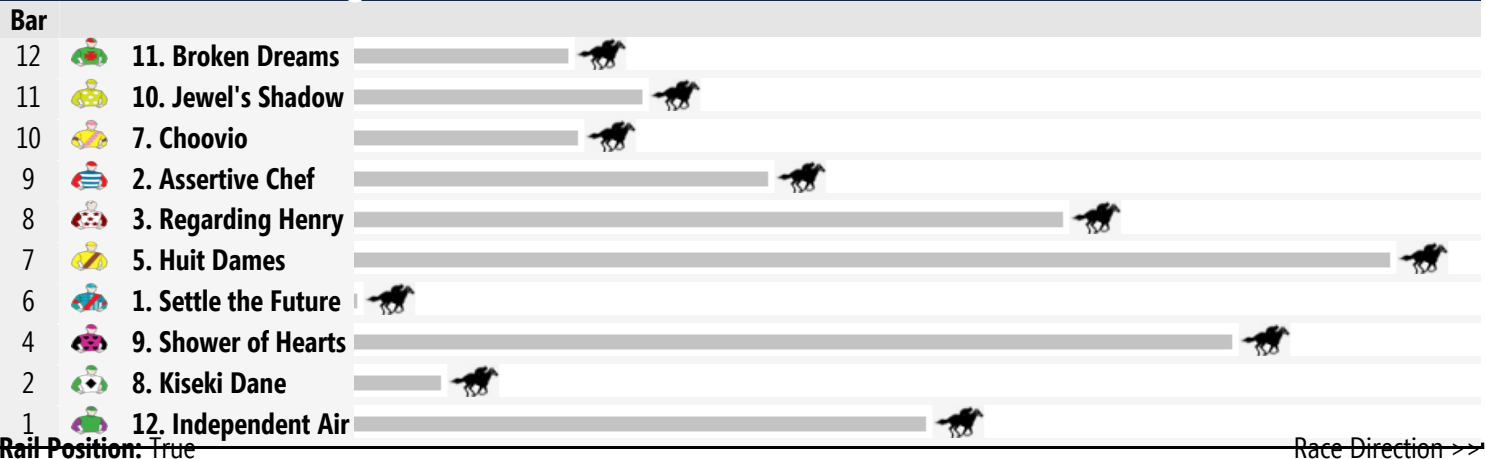 Bar
12 11. Broken Dreams
11 10. Jewel's Shadow
10 7. Choovio
9 2. Assertive Chef
8 3. Regarding Henry
7 5. Huit Dames
6 1. Settle the Future
4 9. Shower of Hearts
2 8. Kiseki Dane
1 12. Independent Air
Rail Position: True Race Direction >>